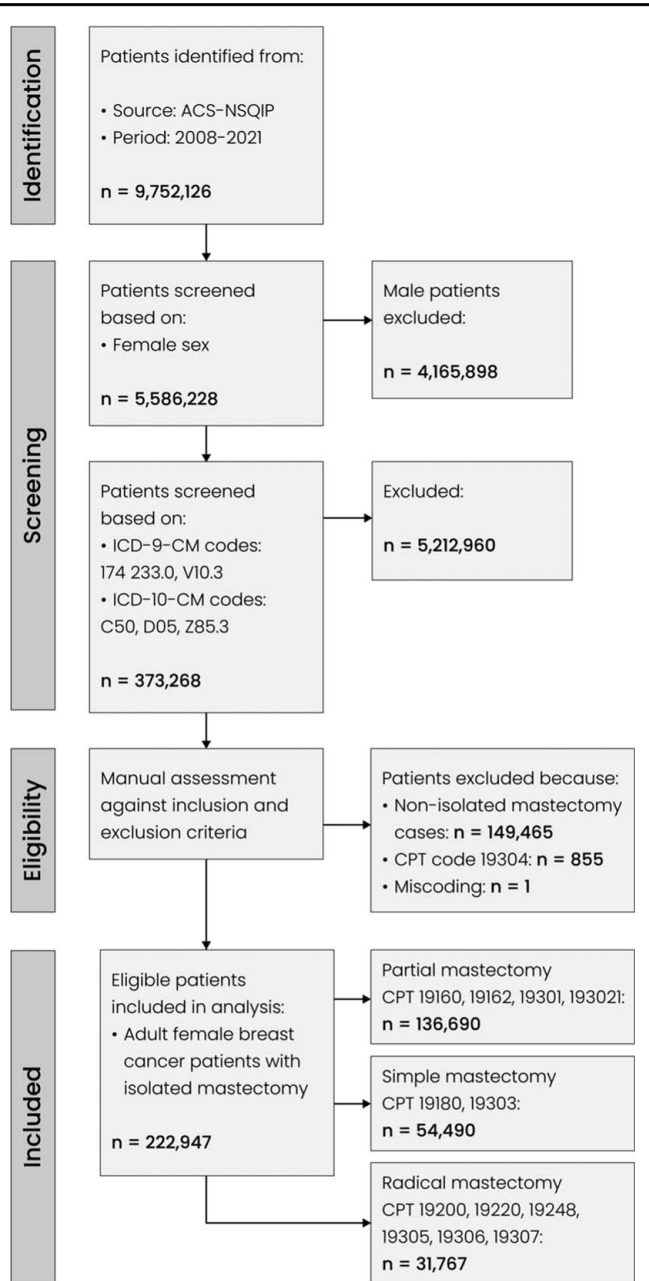 Identification
Patients identified from:
• Source: ACS-NSQIP
• Period: 2008-2021
n = 9,752,126
Screening
Patients screened
based on:
• Female sex
n = 5,586,228
Male patients
excluded:
n = 4,165,898
Patients screened
based on:
• ICD-9-CM codes:
174 233.0, V10.3
• ICD-10-CM codes:
C50, D05, Z85.3
n = 373,268
Excluded:
n = 5,212,960
Eligibility
Manual assessment
against inclusion and
exclusion criteria
Patients excluded because:
• Non-isolated mastectomy
cases: n = 149,465
• CPT code 19304: n = 855
• Miscoding: n = 1
Included
Eligible patients
included in analysis:
• Adult female breast
cancer patients with
isolated mastectomy
n = 222,947
Partial mastectomy
CPT 19160, 19162, 19301, 193021:
n = 136,690
Simple mastectomy
CPT 19180, 19303:
n = 54,490
Radical mastectomy
CPT 19200, 19220, 19248,
19305, 19306, 19307:
n = 31,767